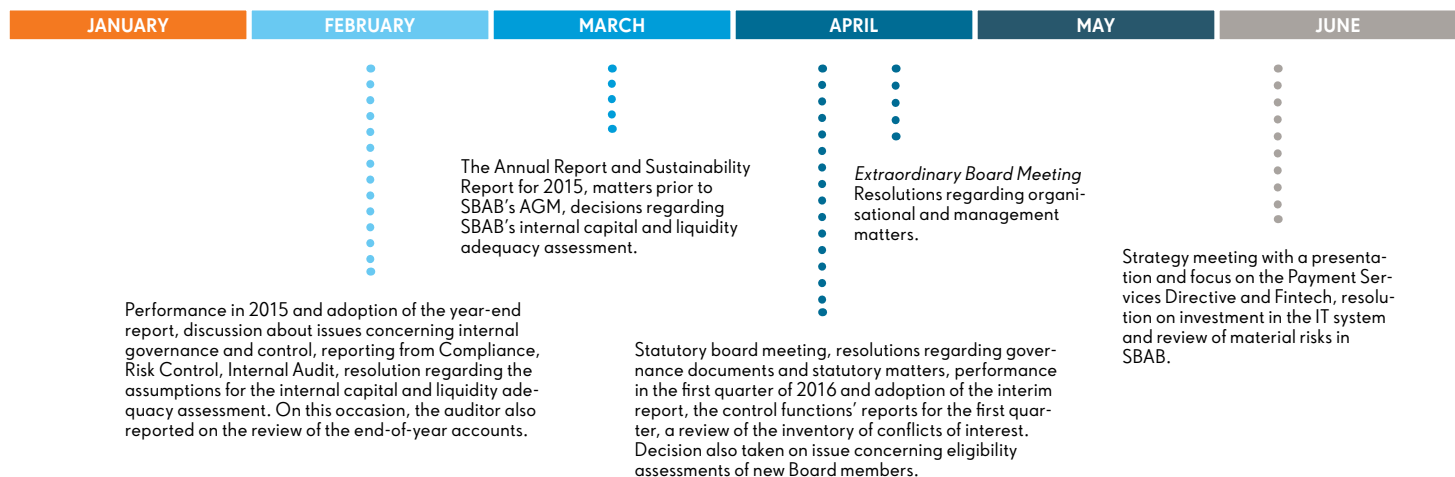 JANUARY
FEBRUARY
MARCH
APRIL
MAY
JUNE
Performance in 2015 and adoption of the year-end
report, discussion about issues concerning internal
governance and control, reporting from Compliance,
Risk Control, Internal Audit, resolution regarding the
assumptions for the internal capital and liquidity ade-
quacy assessment. On this occasion, the auditor also
reported on the review of the end-of-year accounts.
The Annual Report and Sustainability
Report for 2015, matters prior to
SBAB's AGM, decisions regarding
SBAB's internal capital and liquidity
adequacy assessment.
Statutory board meeting, resolutions regarding gover-
nance documents and statutory matters, performance
in the first quarter of 2016 and adoption of the interim
report, the control functions' reports for the first quar-
ter, a review of the inventory of conflicts of interest.
Decision also taken on issue concerning eligibility
assessments of new Board members.
Extraordinary Board Meeting
Resolutions regarding organi-
sational and management
matters.
Strategy meeting with a presenta-
tion and focus on the Payment Ser-
vices Directive and Fintech, resolu-
tion on investment in the IT system
and review of material risks in
SBAB.